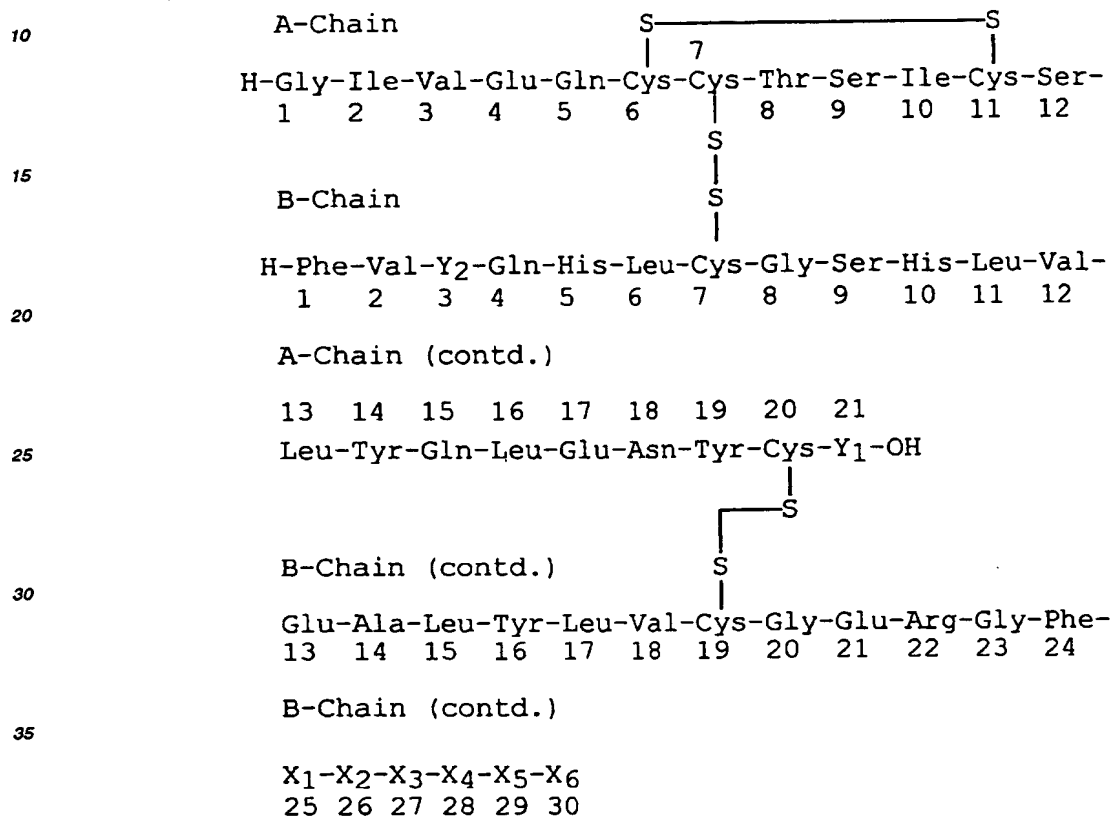 10 A-Chain S S
7
H-Gly-Ile-Val-Glu-Gln-Cys-Cys-Thr-Ser-Ile-Cys-Ser-
1 2 3 4 5 6 8 9 10 11 12
S
15
S
B-Chain
H-Phe-Val-Y2-Gln-His-Leu-Cys-Gly-Ser-His-Leu-Val-
1 2 3 4 5 6 7 8 9 10 11 12
20
A-Chain (contd.)
13 14 15 16 17 18 19 20 21
25 Leu-Tyr-Gln-Leu-Glu-Asn-Tyr-Cys-Y1-OH
S
B-Chain (contd.) S
30
Glu-Ala-Leu-Tyr-Leu-Val-Cys-Gly-Glu-Arg-Gly-Phe-
13 14 15 16 17 18 19 20 21 22 23 24
B-Chain (contd.)
35
X1-X2-X3-X4-X5-X6
25 26 27 28 29 30